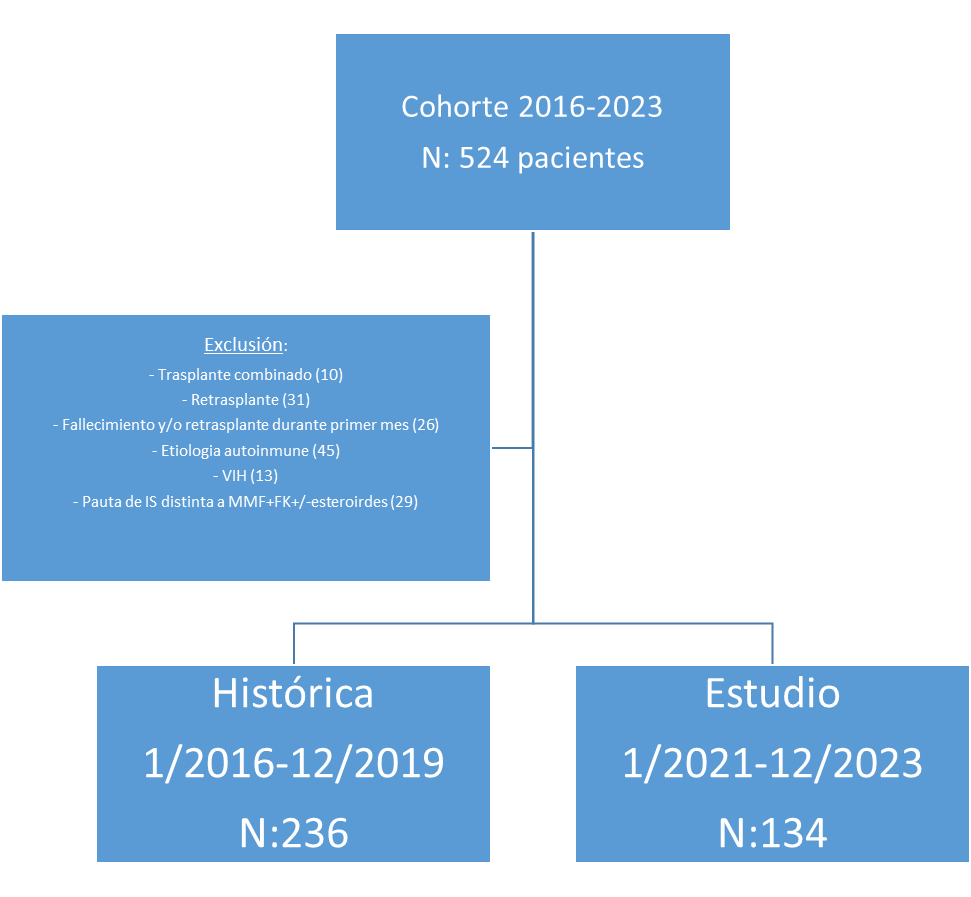 Cohorte 2016-2023
N: 524 pacientes
Exclusión:
- Trasplante combinado (10)
- Retrasplante (31)
- Fallecimiento y/o retrasplante durante primer mes (26)
- Etiologia autoinmune (45)
- VIH (13)
- Pauta de IS distinta a MMF+FK+/-esteroirdes (29)
Histórica
1/2016-12/2019
N:236
Estudio
1/2021-12/2023
N:134